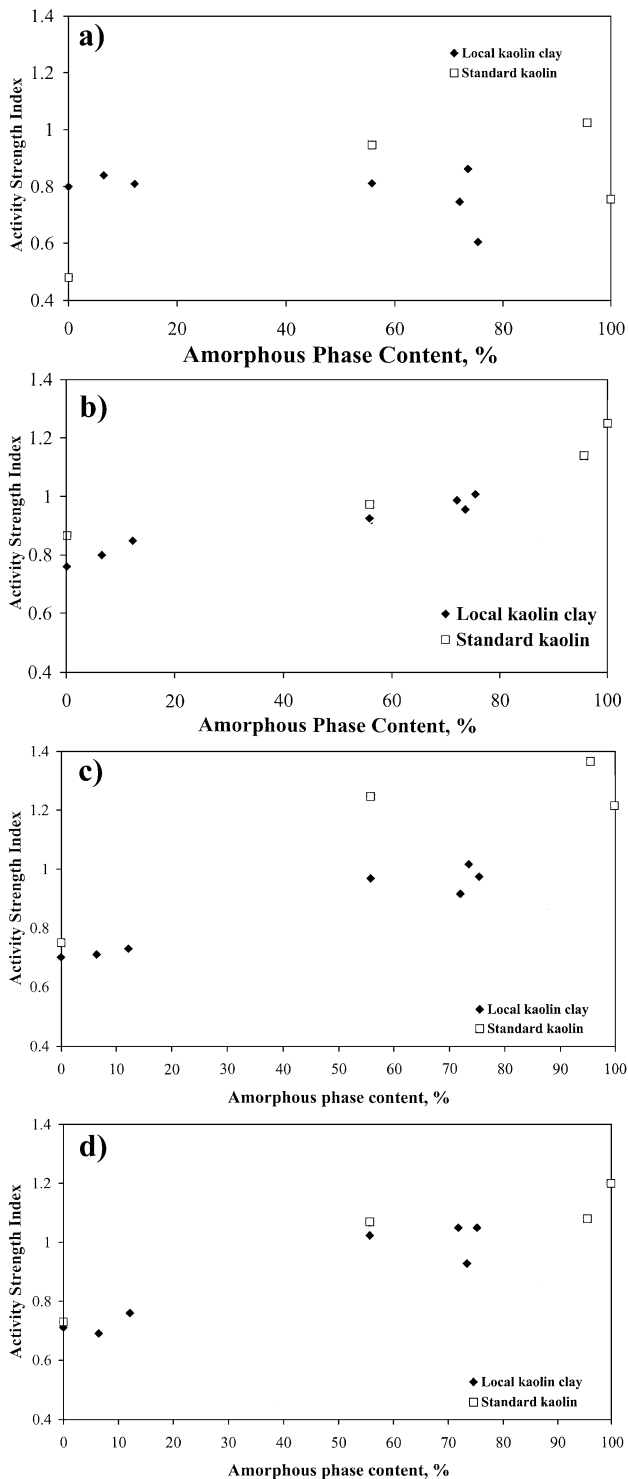 a)
1.4
1.2
1
0.8
0.6
0.4
Activity Strength Index
Local kaolin clay
Standard kaolin
0 20 40 60 80 100
Amorphous Phase Content, %
b)
1.4
1.2
1
0.8
0.6
0.4
Activity Strength Index
Local kaolin clay
Standard kaolin
0 20 40 60 80 100
Amorphous Phase Content, %
c)
1.4
1.2
1
0.8
0.6
0.4
Activity Strength Index
Local kaolin clay
Standard kaolin
0 10 20 30 40 50 60 70 80 90 100
Amorphous phase content, %
d)
1.4
1.2
1
0.8
0.6
0.4
Activity Strength Index
Local kaolin clay
Standard kaolin
0 10 20 30 40 50 60 70 80 90 100
Amorphous phase content, %